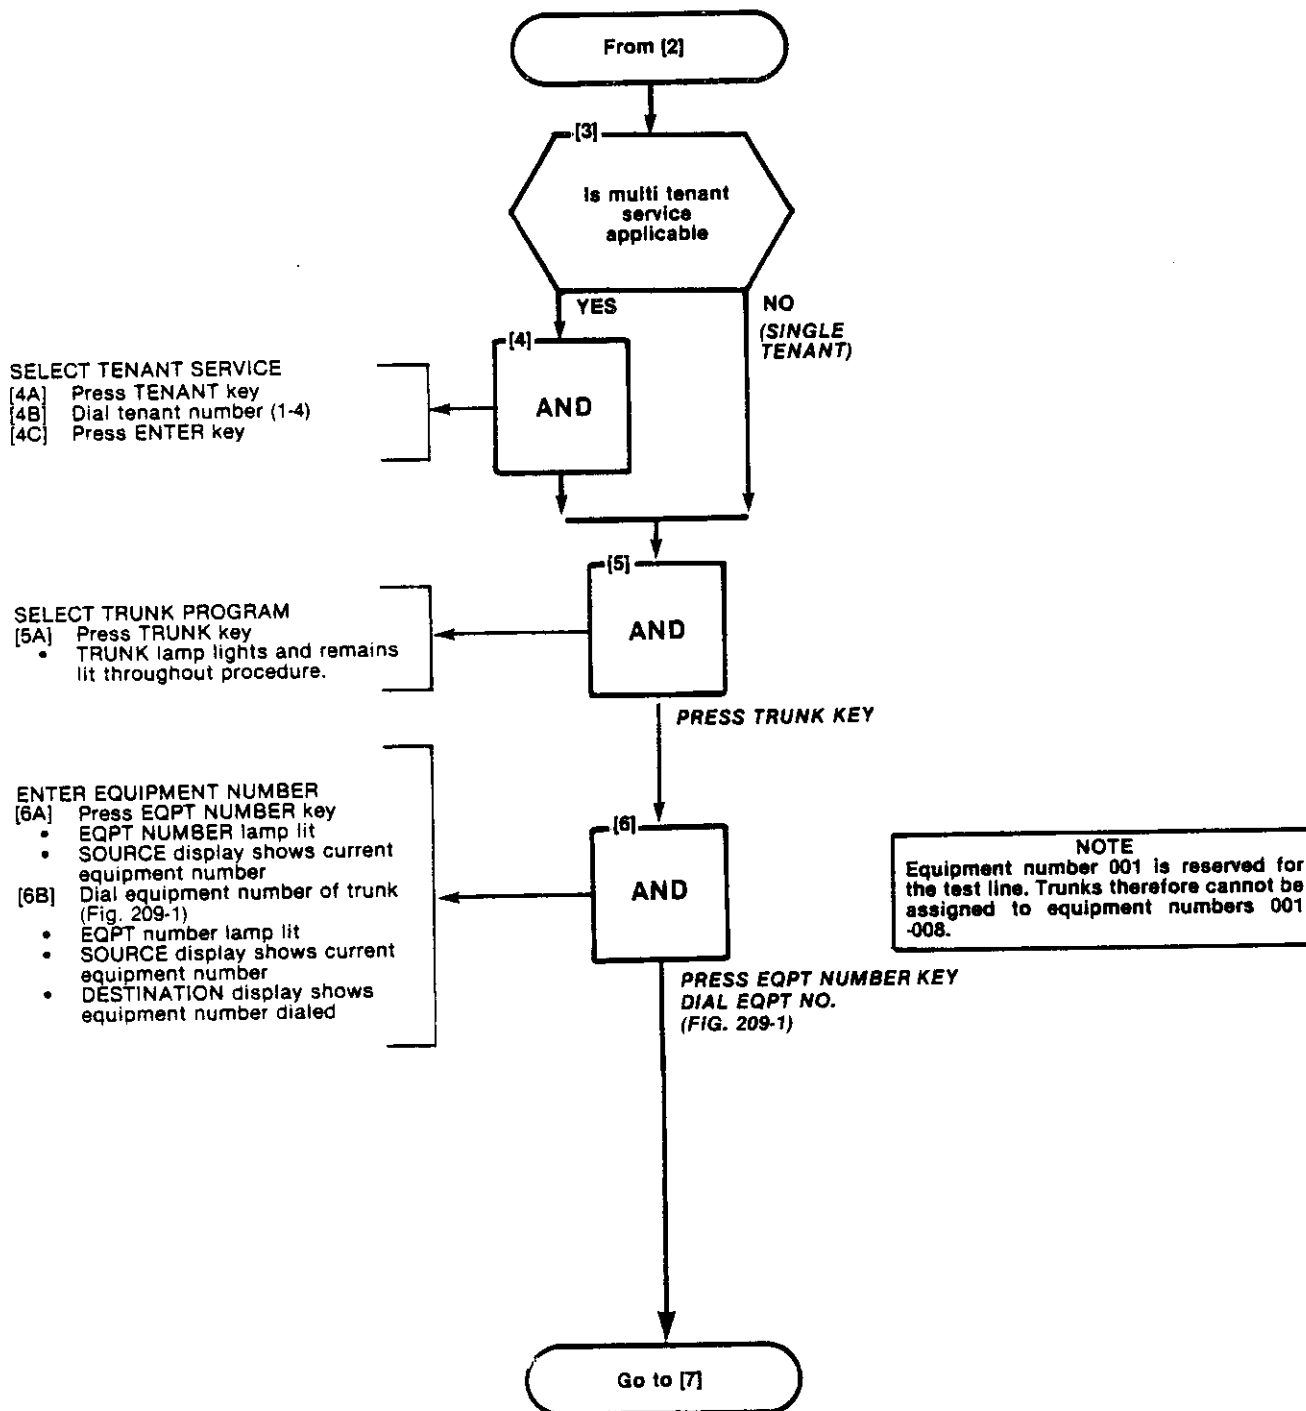 From [2]
[3]
Is multi tenant
service
applicable
YES
NO
(SINGLE
TENANT)
[4]
AND
SELECT TENANT SERVICE
[4A] Press TENANT key
[4B] Dial tenant number (1-4)
[4C] Press ENTER key
[5]
AND
SELECT TRUNK PROGRAM
[5A] Press TRUNK key
• TRUNK lamp lights and remains
lit throughout procedure.
PRESS TRUNK KEY
[6]
AND
ENTER EQUIPMENT NUMBER
[6A] Press EQPT NUMBER key
• EQPT NUMBER lamp lit
• SOURCE display shows current
equipment number
[6B] Dial equipment number of trunk
(Fig. 209-1)
• EQPT number lamp lit
• SOURCE display shows current
equipment number
• DESTINATION display shows
equipment number dialed
NOTE
Equipment number 001 is reserved for
the test line. Trunks therefore cannot be
assigned to equipment numbers 001
-008.
PRESS EQPT NUMBER KEY
DIAL EQPT NO.
(FIG. 209-1)
Go to [7]